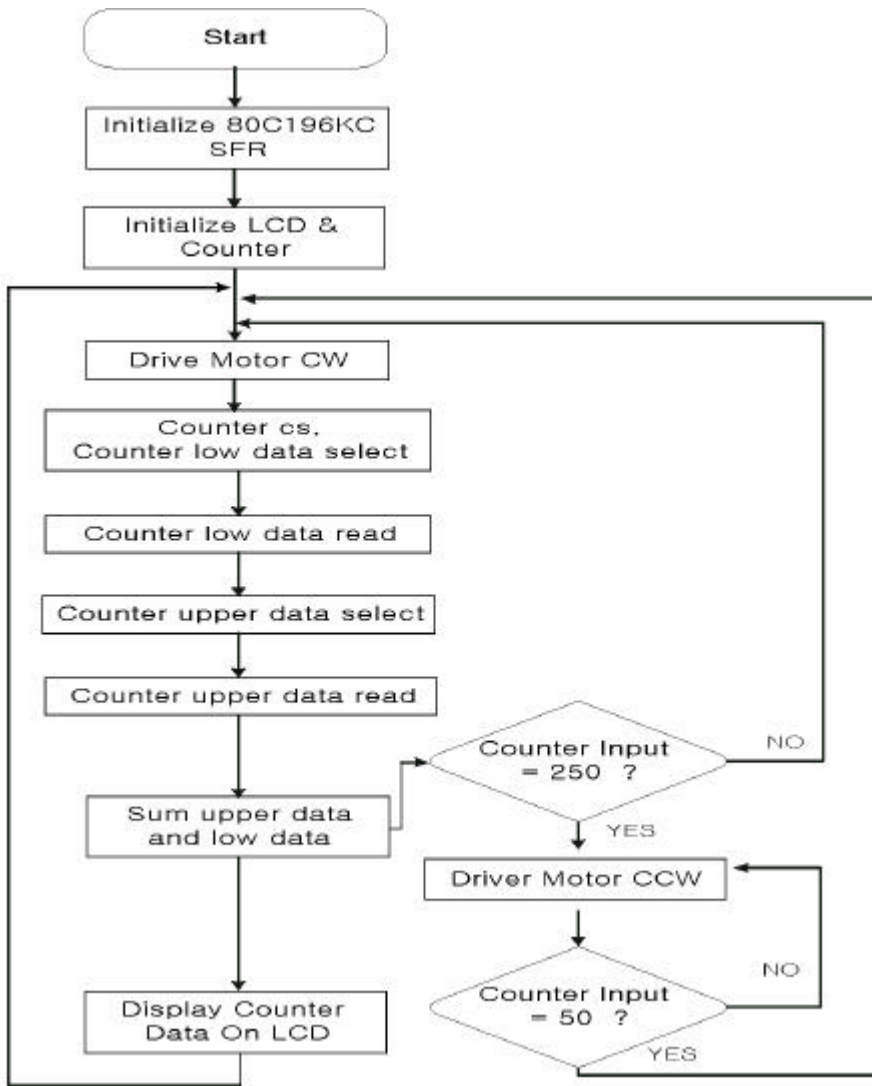 Start
Initialize 80C196KC
SFR
Initialize LCD &
Counter
Drive Motor CW
Counter cs,
Counter low data select
Counter low data read
Counter upper data select
Counter upper data read
Sum upper data
and low data
Display Counter
Data On LCD
Counter Input
= 250 ?
NO
YES
Driver Motor CCW
Counter Input
= 50 ?
NO
YES